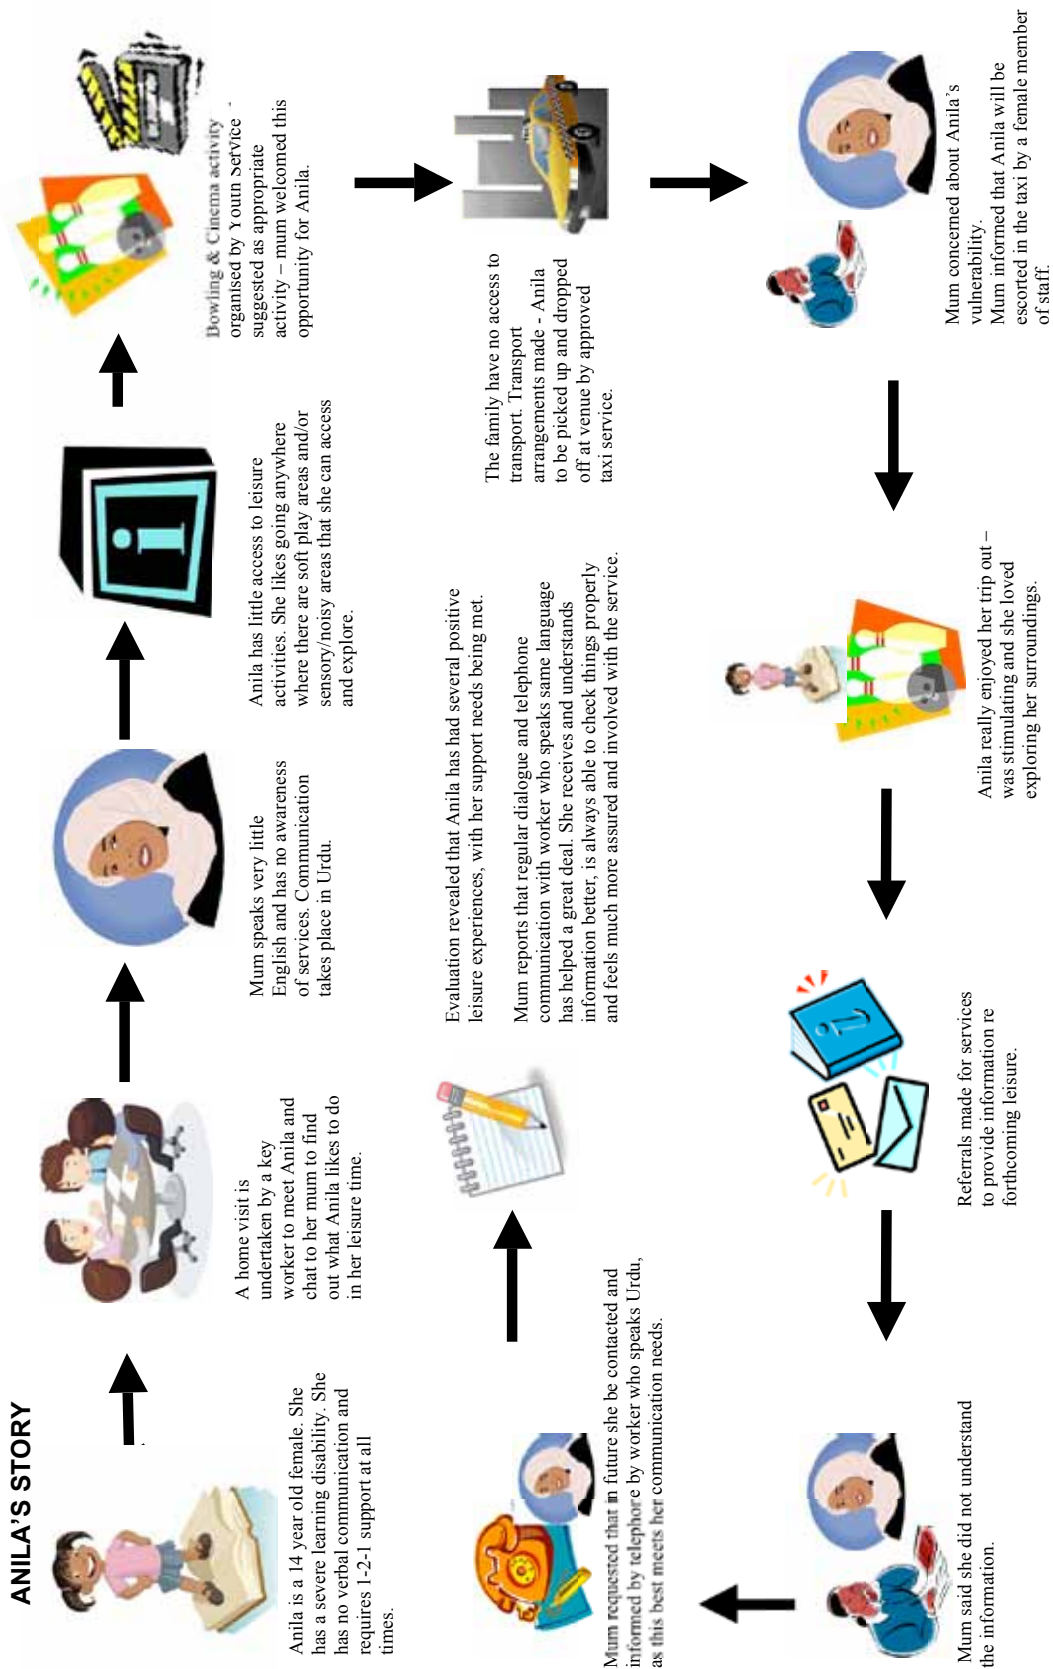 ANILA'S STORY
Anila is a 14 year old female. She
has a severe learning disability. She
has no verbal communication and
requires 1-2-1 support at all
times.
A home visit is
undertaken by a key
worker to meet Anila and
chat to her mum to find
out what Anila likes to do
in her leisure time.
Mum speaks very little
English and has no awareness
of services. Communication
takes place in Urdu.
Anila has little access to leisure
activities. She likes going anywhere
where there are soft play areas and/or
sensory/noisy areas that she can access
and explore.
Bowling & Cinema activity
organised by Service
suggested as appropriate
activity – mum welcomed this
opportunity for Anila.
The family have no access to
transport. Transport
arrangements made - Anila
to be picked up and dropped
off at venue by approved
taxi service.
Mum concerned about Anila's
vulnerability.
Mum informed that Anila will be
escorted in the taxi by a female member
of staff.
Anila really enjoyed her trip out –
was stimulating and she loved
exploring her surroundings.
Referrals made for services
to provide information re
forthcoming leisure.
Mum said she did not understand
the information.
Mum requested that in future she be contacted and
informed by telephone by worker who speaks Urdu,
as this best meets her communication needs.
Evaluation revealed that Anila has had several positive
leisure experiences, with her support needs being met.
Mum reports that regular dialogue and telephone
communication with worker who speaks same language
has helped a great deal. She receives and understands
information better, is always able to check things properly
and feels much more assured and involved with the service.